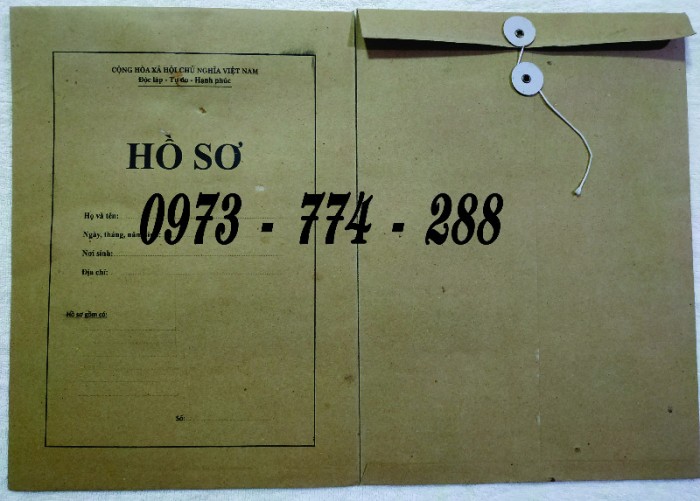 CỘNG HÒA XÃ HỘI CHỦ NGHĨA VIỆT NAM
Độc lập - Tự do - Hạnh phúc
HỒ SƠ
Họ và tên:
0973 - 774 - 288
Ngày, tháng, năm
Nơi sinh:
Địa chỉ:
Hồ sơ gồm có:
Số: